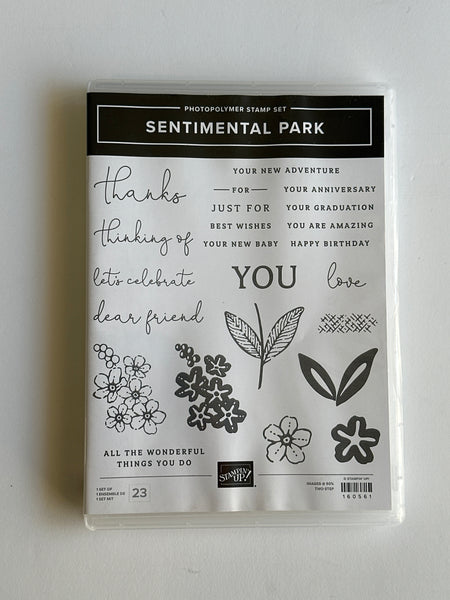 PHOTOPOLYMER STAMP SET
SENTIMENTAL PARK
thanks
YOUR NEW ADVENTURE
FOR
YOUR ANNIVERSARY
JUST FOR
YOUR GRADUATION
thinking of
BEST WISHES
YOU ARE AMAZING
YOUR NEW BABY
HAPPY BIRTHDAY
let's celebrate
YOU
love
dear friend
ALL THE WONDERFUL
THINGS YOU DO
STAMPIN' UP!
1 SET OF
1 ENSEMBLE DE
1 SET MIT
23
IMAGES @ 90%
TWO-STEP
© STAMPIN' UP!
160561